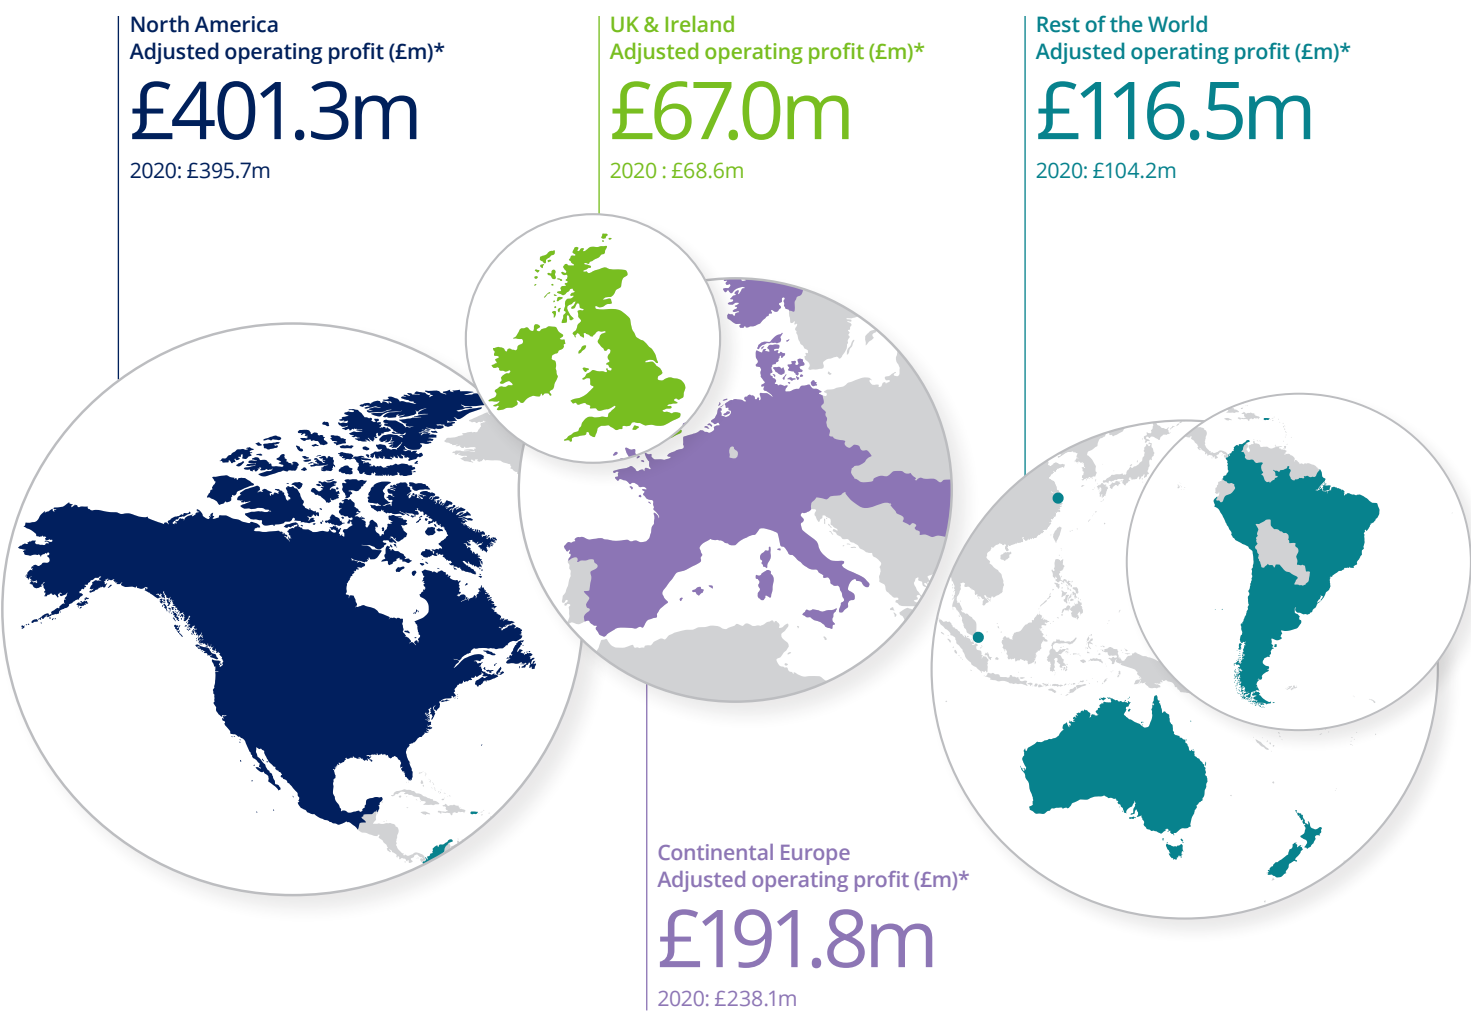 North America
Adjusted operating profit (£m)*
£401.3m
2020: £395.7m
UK & Ireland
Adjusted operating profit (£m)*
£67.0m
2020 : £68.6m
Rest of the World
Adjusted operating profit (£m)*
£116.5m
2020: £104.2m
Continental Europe
Adjusted operating profit (£m)*
£191.8m
2020: £238.1m